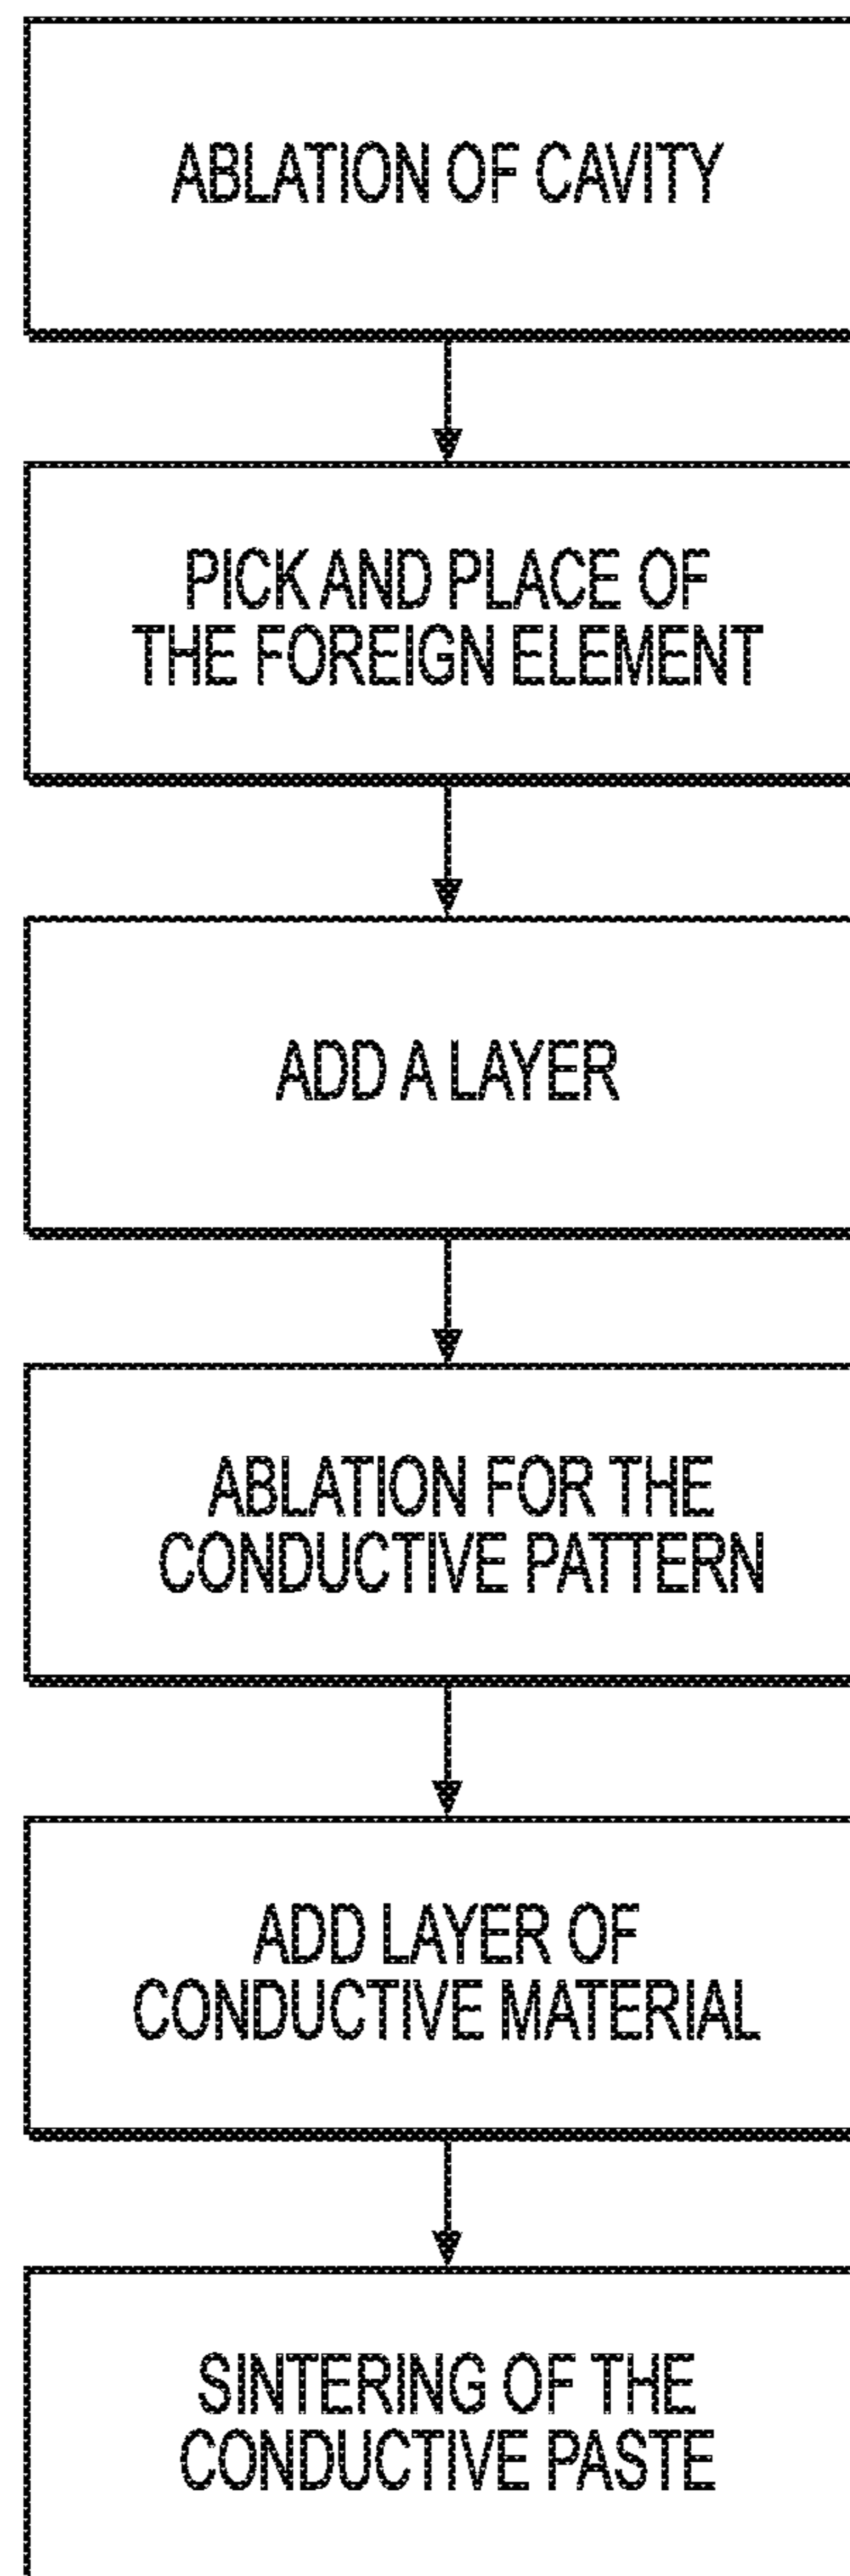 ABLATION OF CAVITY
PICK AND PLACE OF
THE FOREIGN ELEMENT
ADD A LAYER
ABLATION FOR THE
CONDUCTIVE PATTERN
ADD LAYER OF
CONDUCTIVE MATERIAL
SINTERING OF THE
CONDUCTIVE PASTE